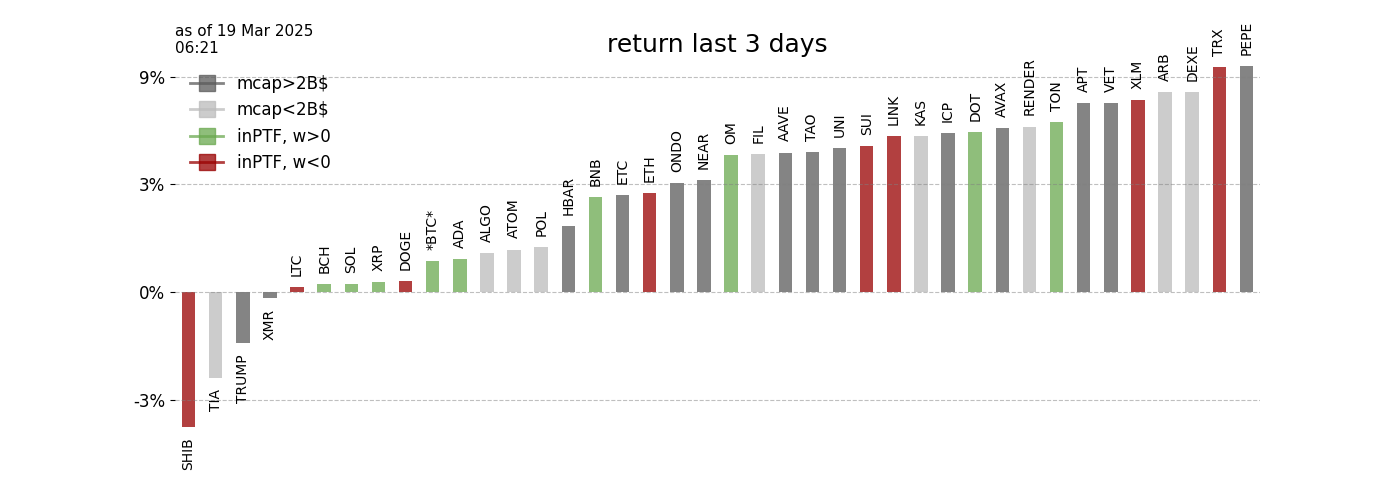 as of 19 Mar 2025
06:21
return last 3 days
mcap>2B$
mcap<2B$
inPTF, w>0
inPTF, w<0
9%
3%
0%
-3%
SHIB
TIA
TRUMP
XMR
LTC
BCH
SOL
XRP
DOGE
*BTC*
ADA
ALGO
ATOM
POL
HBAR
BNB
ETC
ETH
ONDO
NEAR
OM
FIL
AAVE
TAO
UNI
SUI
LINK
KAS
ICP
DOT
AVAX
RENDER
TON
APT
VET
XLM
ARB
DEXE
TRX
PEPE